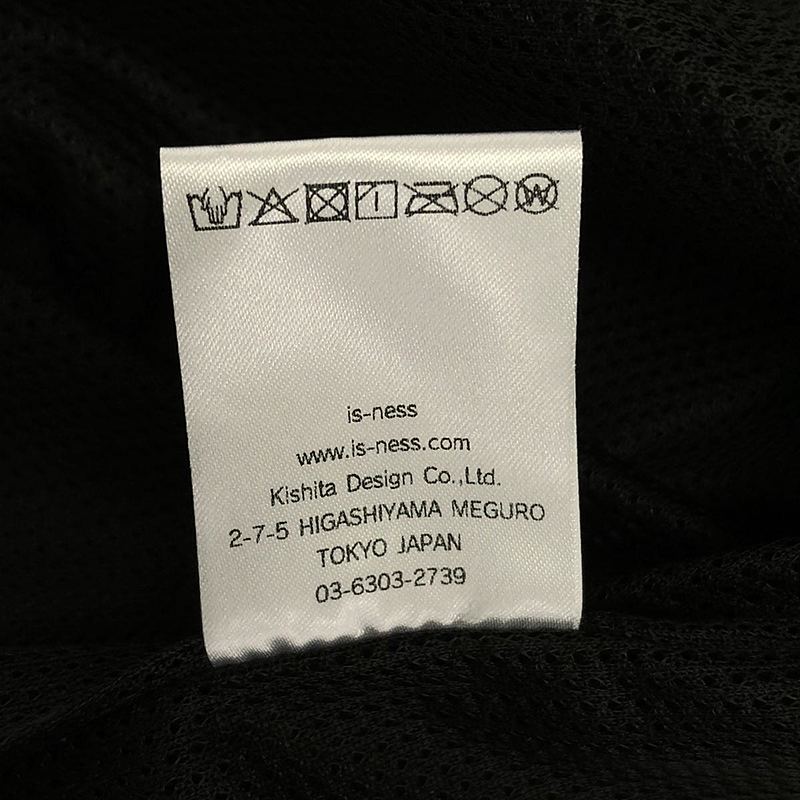 is-ness
www.is-ness.com
Kishita Design Co.,Ltd.
2-7-5 HIGASHIYAMA MEGURO
TOKYO JAPAN
03-6303-2739